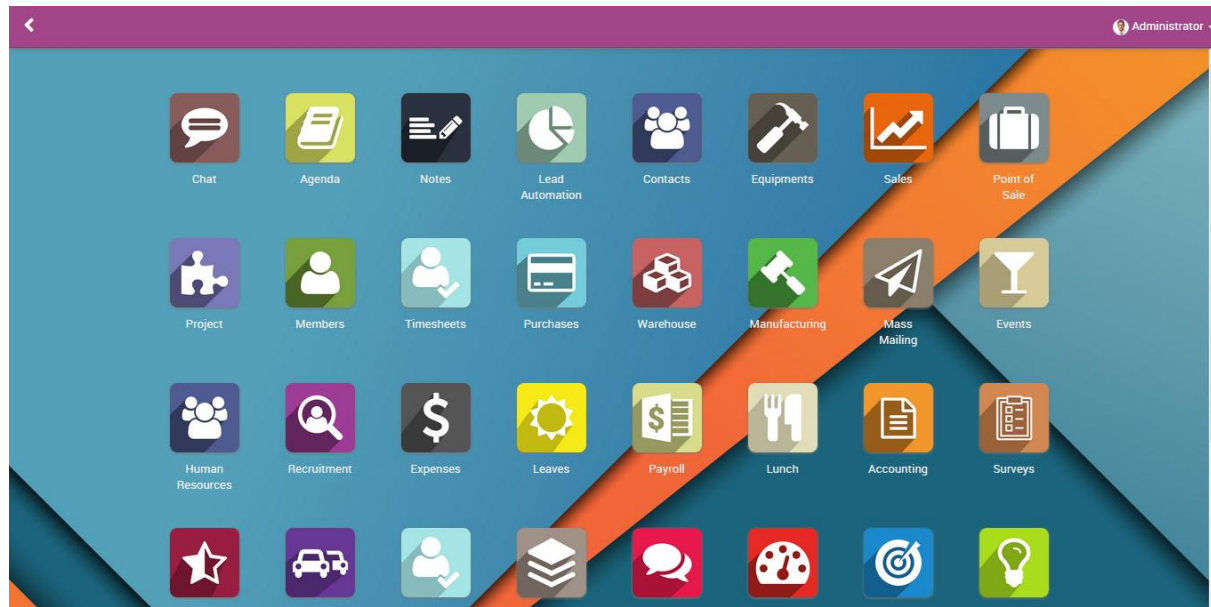 Administrator
Chat
Agenda
Notes
Lead
Automation
Contacts
Equipments
Sales
Point of
Sale
Project
Members
Timesheets
Purchases
Warehouse
Manufacturing
Mass
Mailing
Events
Human
Resources
Recruitment
Expenses
Leaves
Payroll
Lunch
Accounting
Surveys